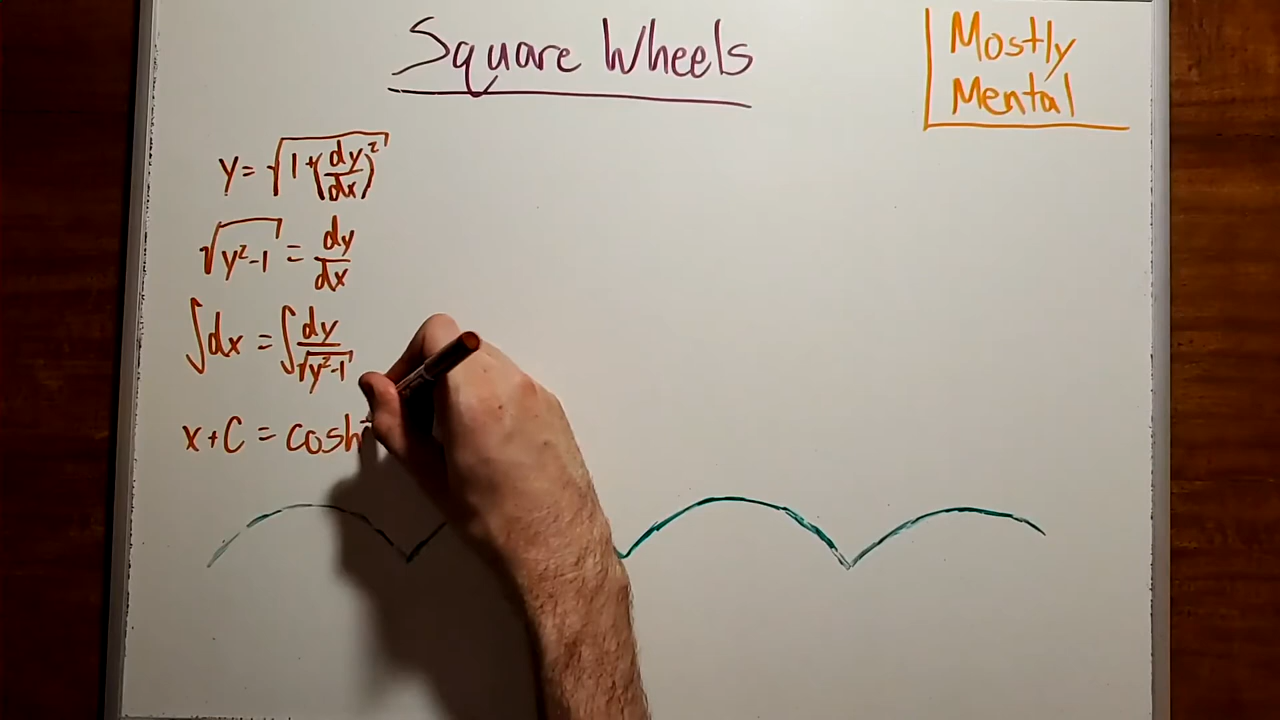 Square Wheels
Mostly
Mental
y = √(1 + (dy/dx)²)
√(y²-1) = dy/dx
∫dx = ∫ dy/√(y²-1)
x + C = cosh